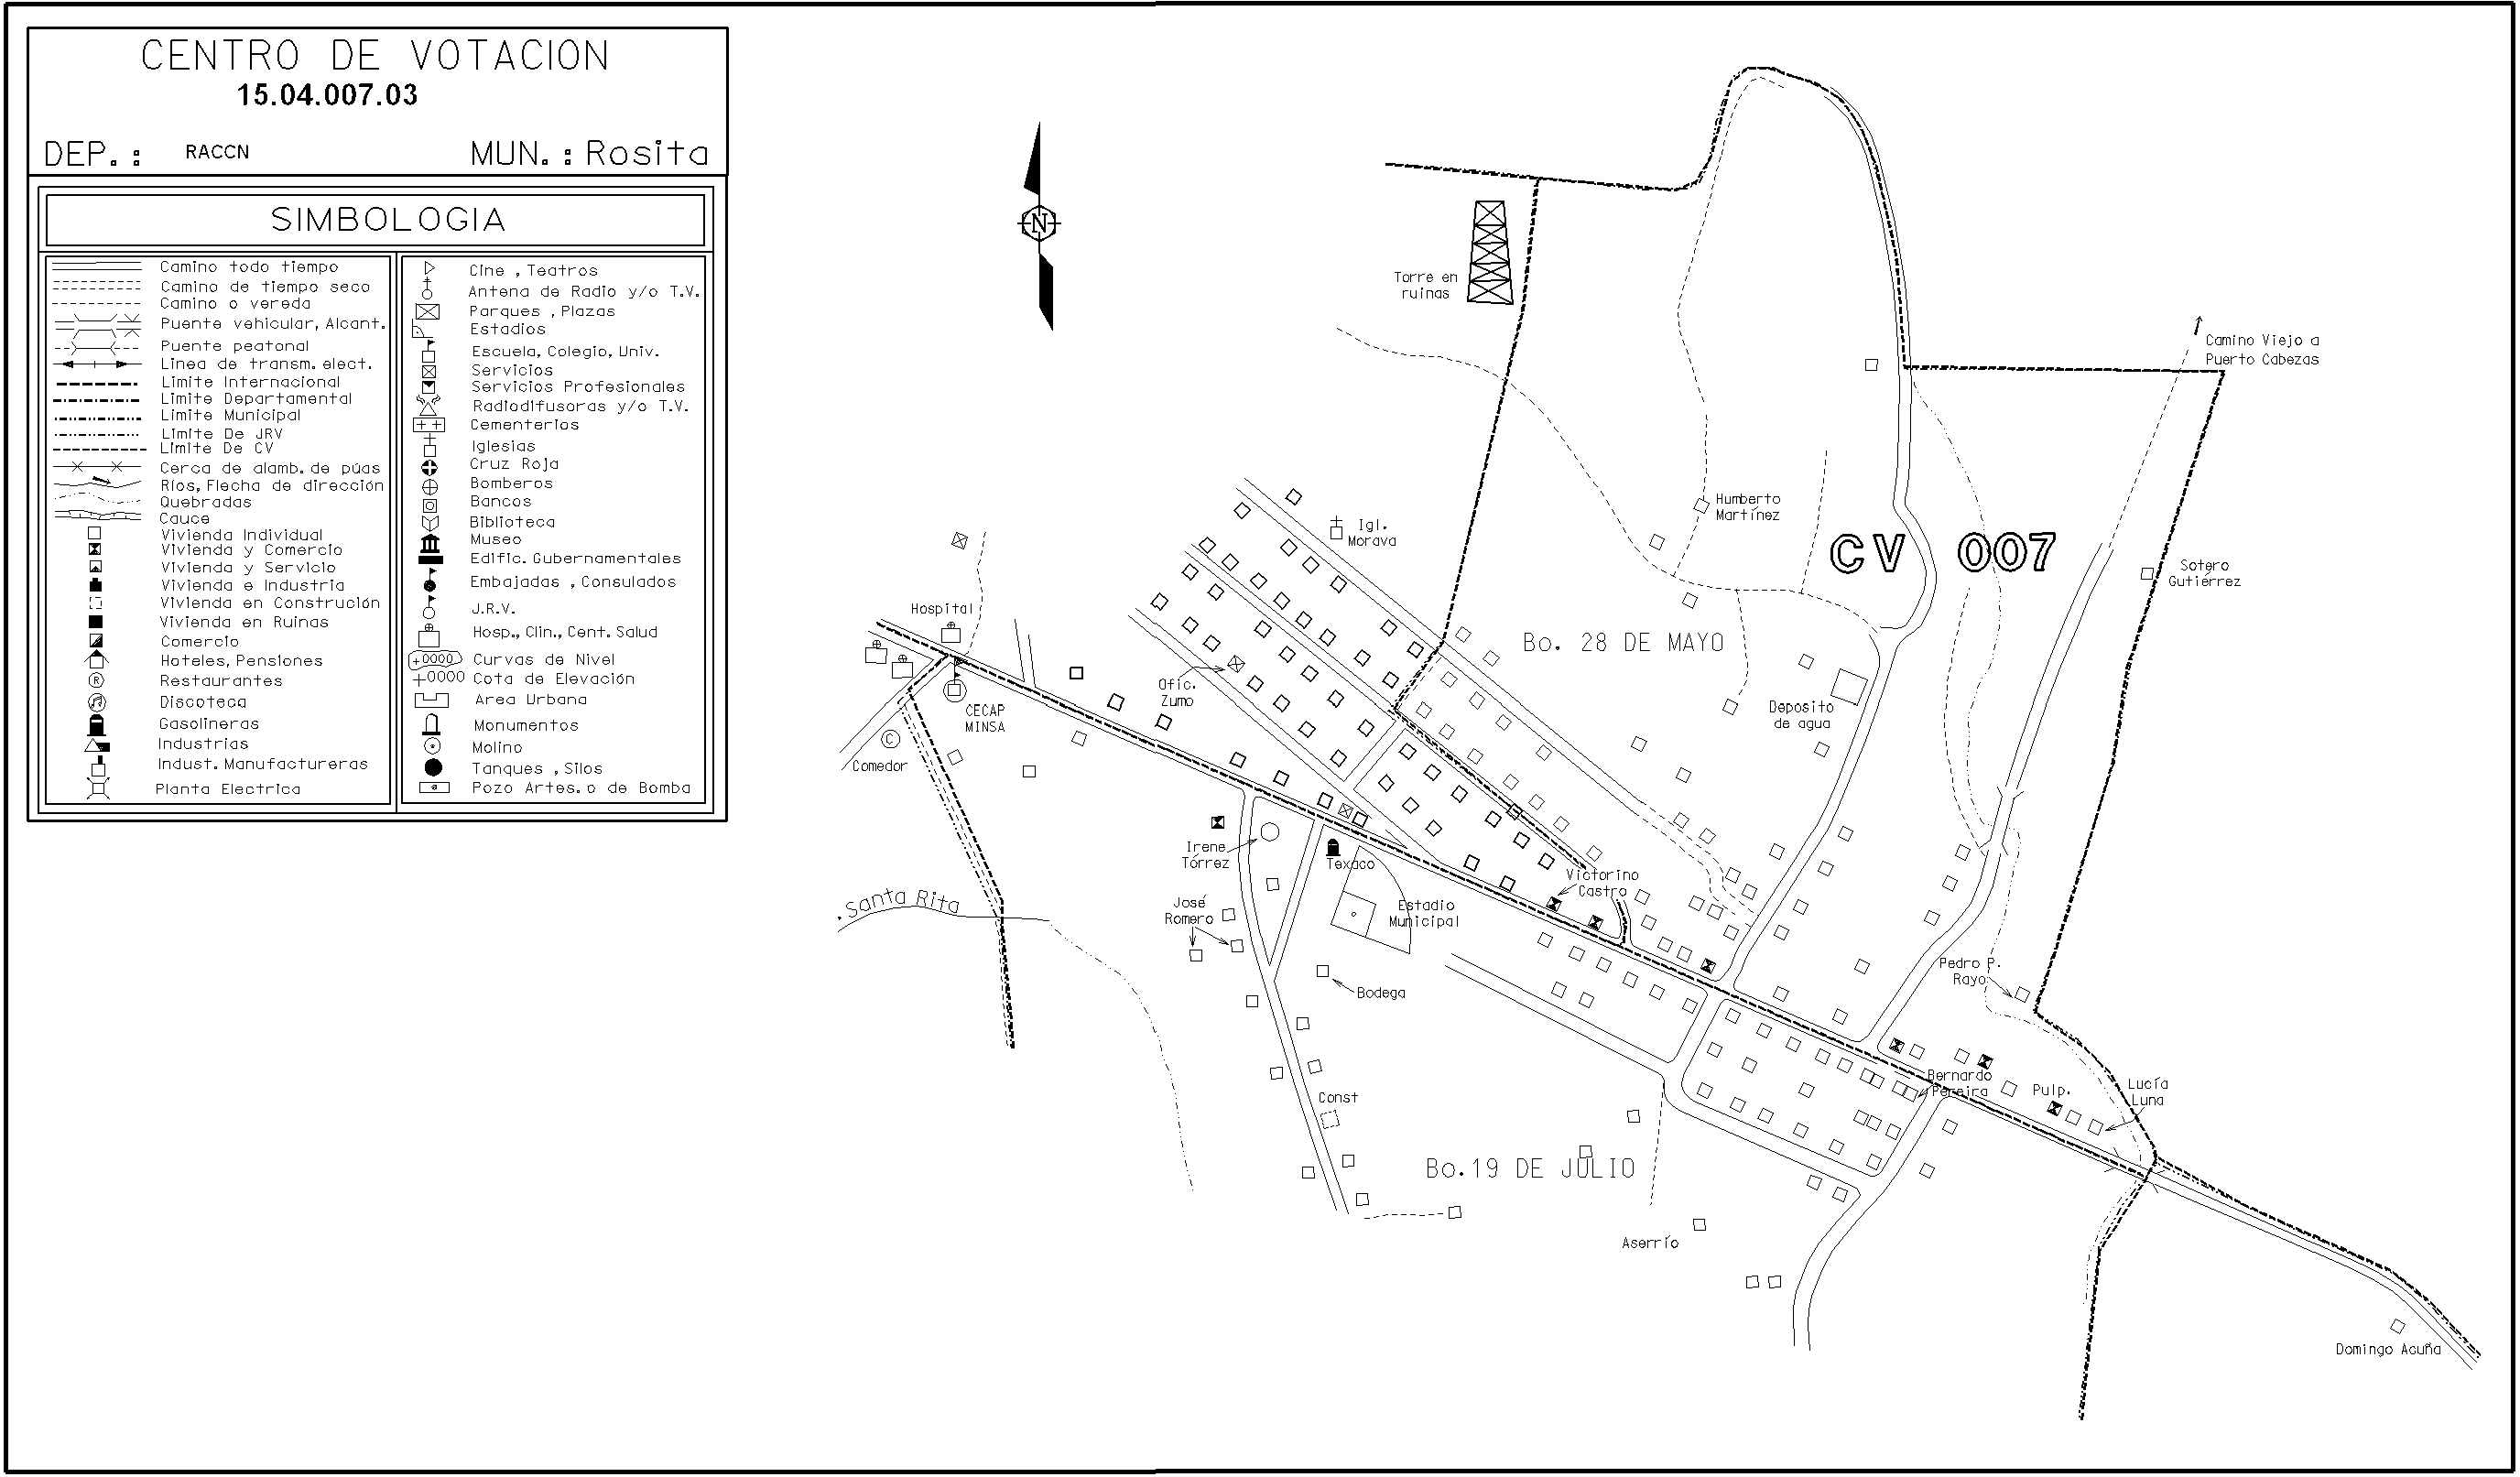 CENTRO DE VOTACION
15.04.007.03
DEP.: RACCN MUN.: Rosita
SIMBOLOGIA
Camino todo tiempo
Camino de tiempo seco
Camino o vereda
Puente vehicular, Alcant.
Puente peatonal
Linea de transm. elect.
Limite Internacional
Limite Departamental
Limite Municipal
Limite De JRV
Limite De CV
Cerca de alamb. de púas
Ríos, Flecha de dirección
Quebradas
Cauce
Vivienda Individual
Vivienda y Comercio
Vivienda y Servicio
Vivienda e Industria
Vivienda en Construción
Vivienda en Ruinas
Comercio
Hoteles, Pensiones
R Restaurantes
Discoteca
Gasolineras
Industrias
Indust. Manufactureras
Planta Electrica
Cine , Teatros
Antena de Radio y/o T.V.
Parques , Plazas
Estadios
Escuela, Colegio, Univ.
Servicios
Servicios Profesionales
Radiodifusoras y/o T.V.
Cementerios
Iglesias
Cruz Roja
Bomberos
Bancos
Biblioteca
Museo
Edific. Gubernamentales
Embajadas , Consulados
J.R.V.
Hosp., Clin., Cent. Salud
+0000 Curvas de Nivel
+0000 Cota de Elevación
Area Urbana
Monumentos
Molino
Tanques , Silos
Pozo Artes. o de Bomba
N
Torre en
ruinas
Camino Viejo a
Puerto Cabezas
Humberto
Martínez
Igl.
Morava
CV 007
Sotero
Gutiérrez
Hospital
Bo. 28 DE MAYO
Ofic.
Zumo
CECAP
MINSA
Deposito
de agua
C
Comedor
Irene
Tórrez
Texaco
Victorino
Castro
Santa Rita
José
Romero
Estadio
Municipal
Bodega
Pedro P.
Rayo
Bernardo
Pereira
Pulp.
Lucía
Luna
Const
Bo.19 DE JULIO
Aserrío
Domingo Acuña